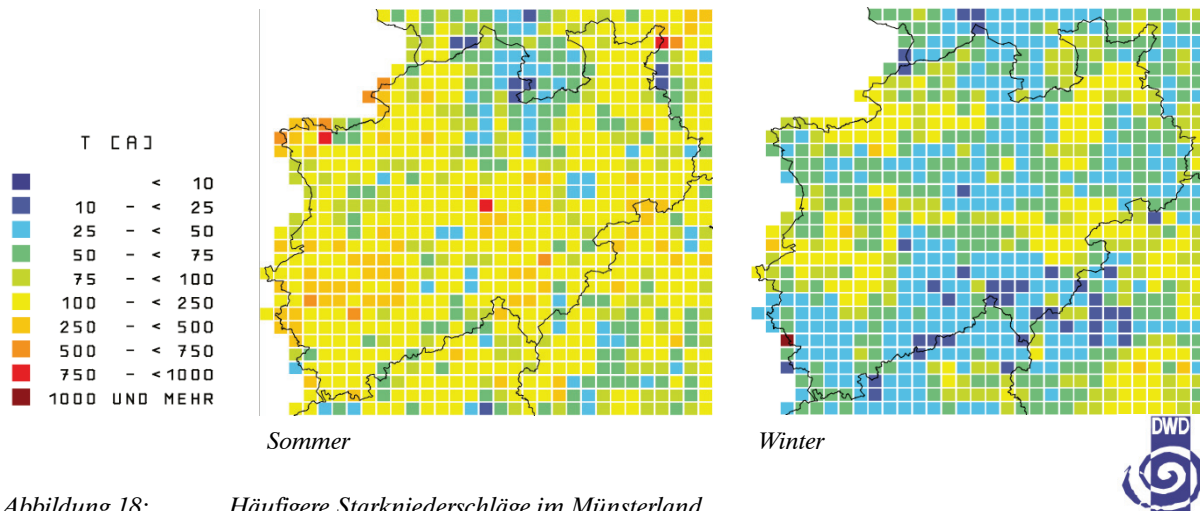 T [A]
< 10
10 - < 25
25 - < 50
50 - < 75
75 - < 100
100 - < 250
250 - < 500
500 - < 750
750 - < 1000
1000 UND MEHR
Sommer
Winter
DWD
Abbildung 18: Häufigere Starkniederschläge im Münsterland